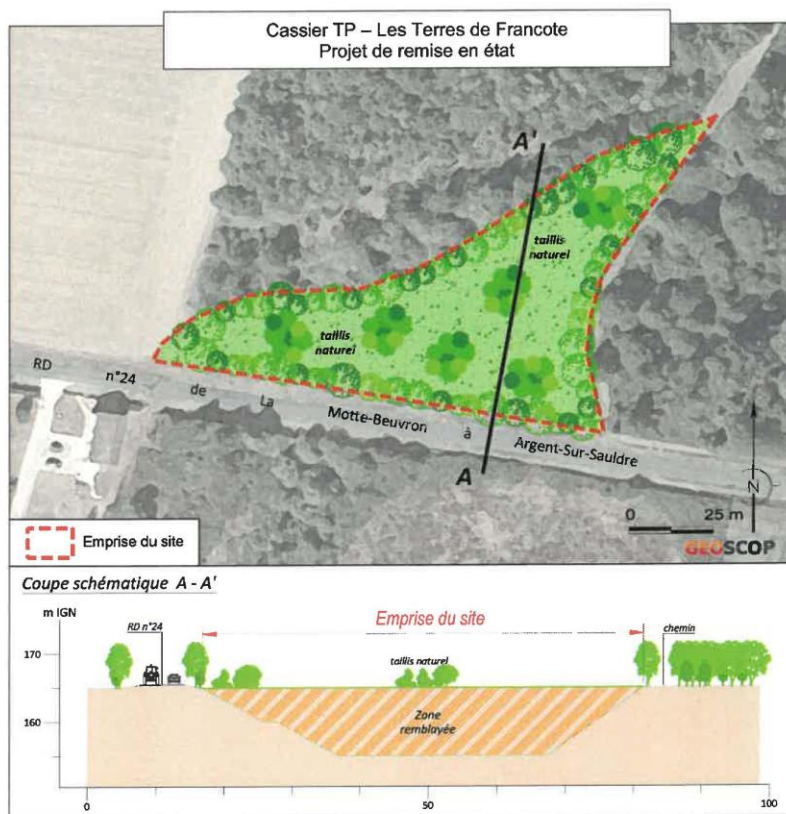 Cassier TP – Les Terres de Francote
Projet de remise en état
A'
taillis
naturel
taillis
naturel
RD n°24 de La Motte-Beuvron à Argent-Sur-Sauldre
A
N
0 25 m
GEOSCOP
Emprise du site
Coupe schématique A - A'
m IGN
RD n°24
Emprise du site
chemin
taillis naturel
170
160
Zone
remblayée
0 50 100